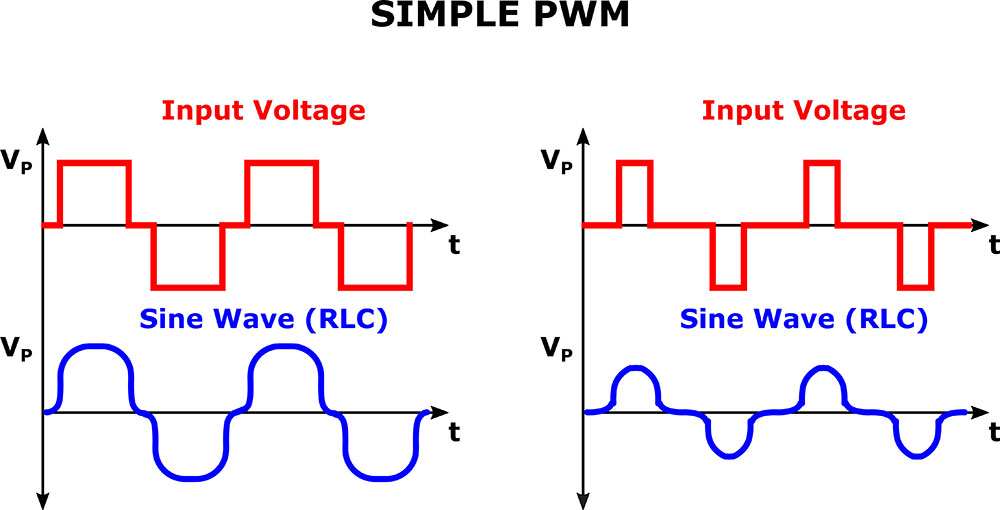 SIMPLE PWM
Input Voltage
VP
t
Sine Wave (RLC)
VP
t
Input Voltage
VP
t
Sine Wave (RLC)
VP
t